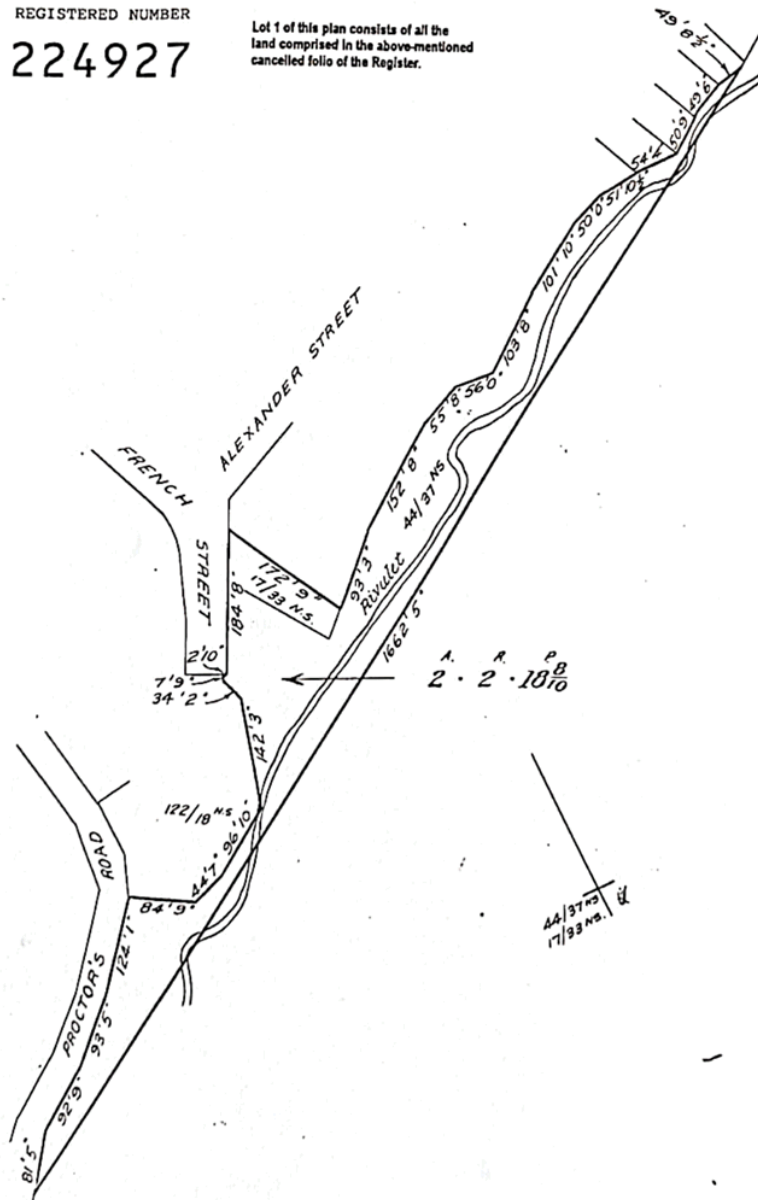 REGISTERED NUMBER
224927
Lot 1 of this plan consists of all the
land comprised in the above-mentioned
cancelled folio of the Register.
49'8½"
49'6"
50'9"
54'4"
51'10½"
50'0"
101'10"
103'8"
56'0"
55'8"
152'8"
44/37 NS
93'3"
Rivulet
1662'5"
ALEXANDER STREET
FRENCH
STREET
172'9"
17/33 N.S.
184'8"
2'10"
7'9"
34'2"
A. R. P.
2 . 2 . 18 8/10
142'3"
122/18 N.S
96'10"
44'7"
84'9"
PROCTOR'S
ROAD
124'1"
93'5"
92'9"
81'5"
44/37 NS
17/33 NS.